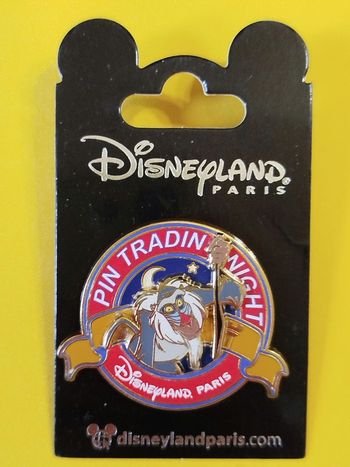 Disneyland
PARIS
PIN TRADING NIGHT
Disneyland PARIS
disneylandparis.com